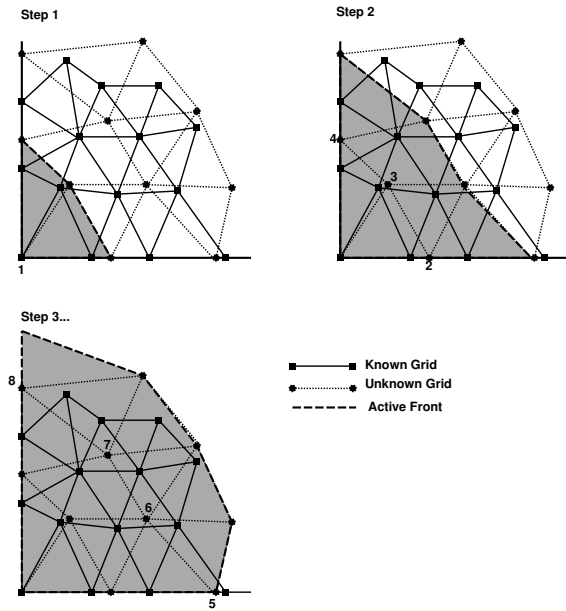 Step 1
Step 2
1
4
3
2
Step 3...
8
7
6
5
Known Grid
Unknown Grid
Active Front